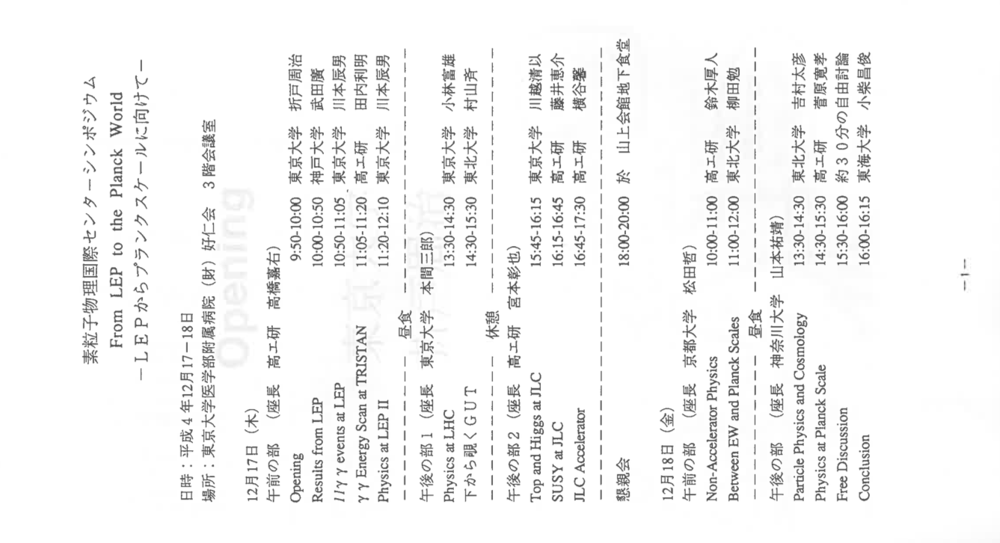 素粒子物理国際センターシンポジウム
From LEP to the Planck World
－ＬＥＰからプランクスケールに向けて－
日時：平成４年12月17－18日
場所：東京大学医学部附属病院（財）好仁会　３階会議室
12月17日（木）
午前の部　（座長　高エ研　高橋嘉右）
Opening 9:50-10:00 東京大学 折戸周治
Results from LEP 10:00-10:50 神戸大学 武田廣
llγγ events at LEP 10:50-11:05 東京大学 川本辰男
γγ Energy Scan at TRISTAN 11:05-11:20 高エ研 田内利明
Physics at LEP II 11:20-12:10 東京大学 川本辰男
－－－－－－－－ 昼食 －－－－－－－－－－－－－－－
午後の部１（座長　東京大学　本間三郎）
Physics at LHC 13:30-14:30 東京大学 小林富雄
下から覗くＧＵＴ 14:30-15:30 東北大学 村山斉
－－－－－－－－ 休憩 －－－－－－－－－－－－－－－
午後の部２（座長　高エ研　宮本彰也）
Top and Higgs at JLC 15:45-16:15 東京大学 川越清以
SUSY at JLC 16:15-16:45 高エ研 藤井恵介
JLC Accelerator 16:45-17:30 高エ研 横谷馨
－－－－－－－－－－－－－－－－－－－－－－－－－
懇親会 18:00-20:00 於　山上会館地下食堂
12月18日（金）
午前の部　（座長　京都大学　松田哲）
Non-Accelerator Physics 10:00-11:00 高エ研 鈴木厚人
Between EW and Planck Scales 11:00-12:00 東北大学 柳田勉
－－－－－－－－ 昼食 －－－－－－－－－－－－－－－
午後の部　（座長　神奈川大学　山本祐靖）
Particle Physics and Cosmology 13:30-14:30 東北大学 吉村太彦
Physics at Planck Scale 14:30-15:30 高エ研 菅原寛孝
Free Discussion 15:30-16:00 約３０分の自由討論
Conclusion 16:00-16:15 東海大学 小柴昌俊
－1－